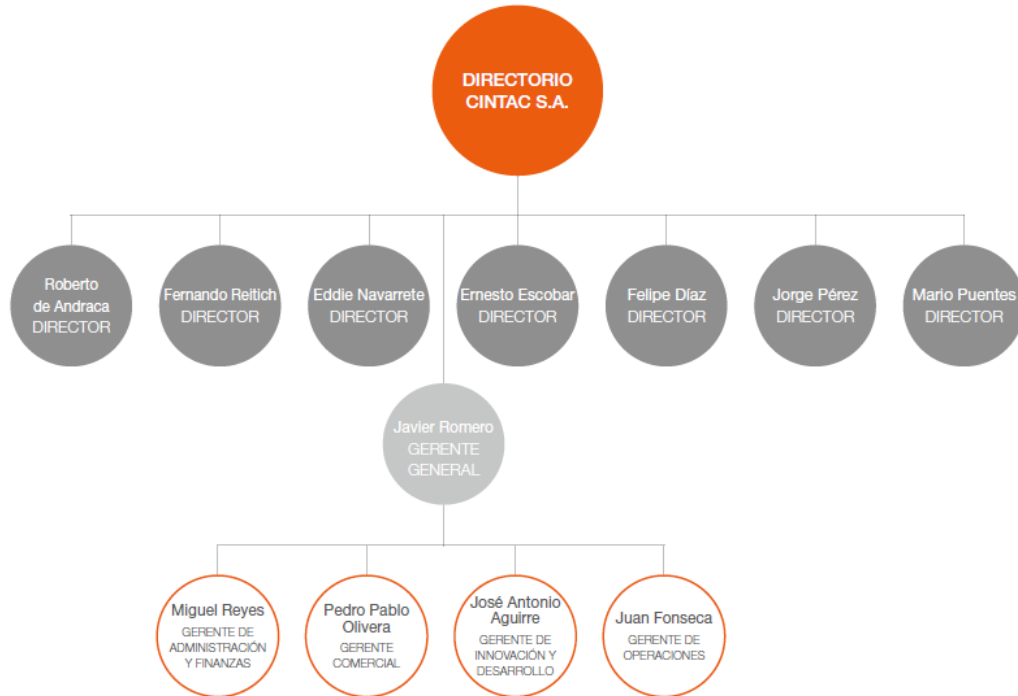 DIRECTORIO
CINTAC S.A.
Roberto
de Andraca
DIRECTOR
Fernando Reitich
DIRECTOR
Eddie Navarrete
DIRECTOR
Ernesto Escobar
DIRECTOR
Felipe Díaz
DIRECTOR
Jorge Pérez
DIRECTOR
Mario Puentes
DIRECTOR
Javier Romero
GERENTE
GENERAL
Miguel Reyes
GERENTE DE
ADMINISTRACIÓN
Y FINANZAS
Pedro Pablo
Olivera
GERENTE
COMERCIAL
José Antonio
Aguirre
GERENTE DE
INNOVACIÓN Y
DESARROLLO
Juan Fonseca
GERENTE DE
OPERACIONES